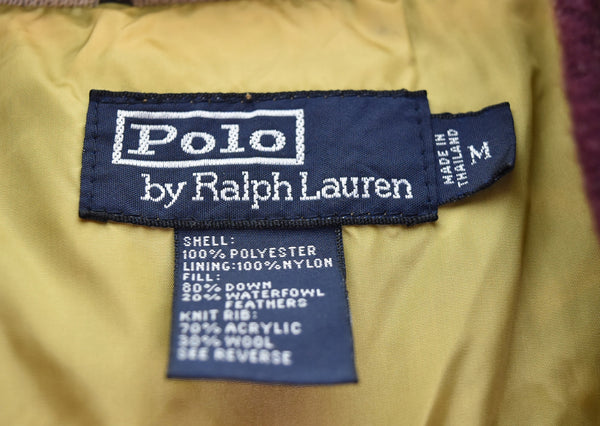 Polo
by Ralph Lauren
MADE IN
THAILAND
M
SHELL:
100% POLYESTER
LINING:100%NYLON
FILL:
80% DOWN
20% WATERFOWL
FEATHERS
KNIT RIB:
70% ACRYLIC
30% WOOL
SEE REVERSE